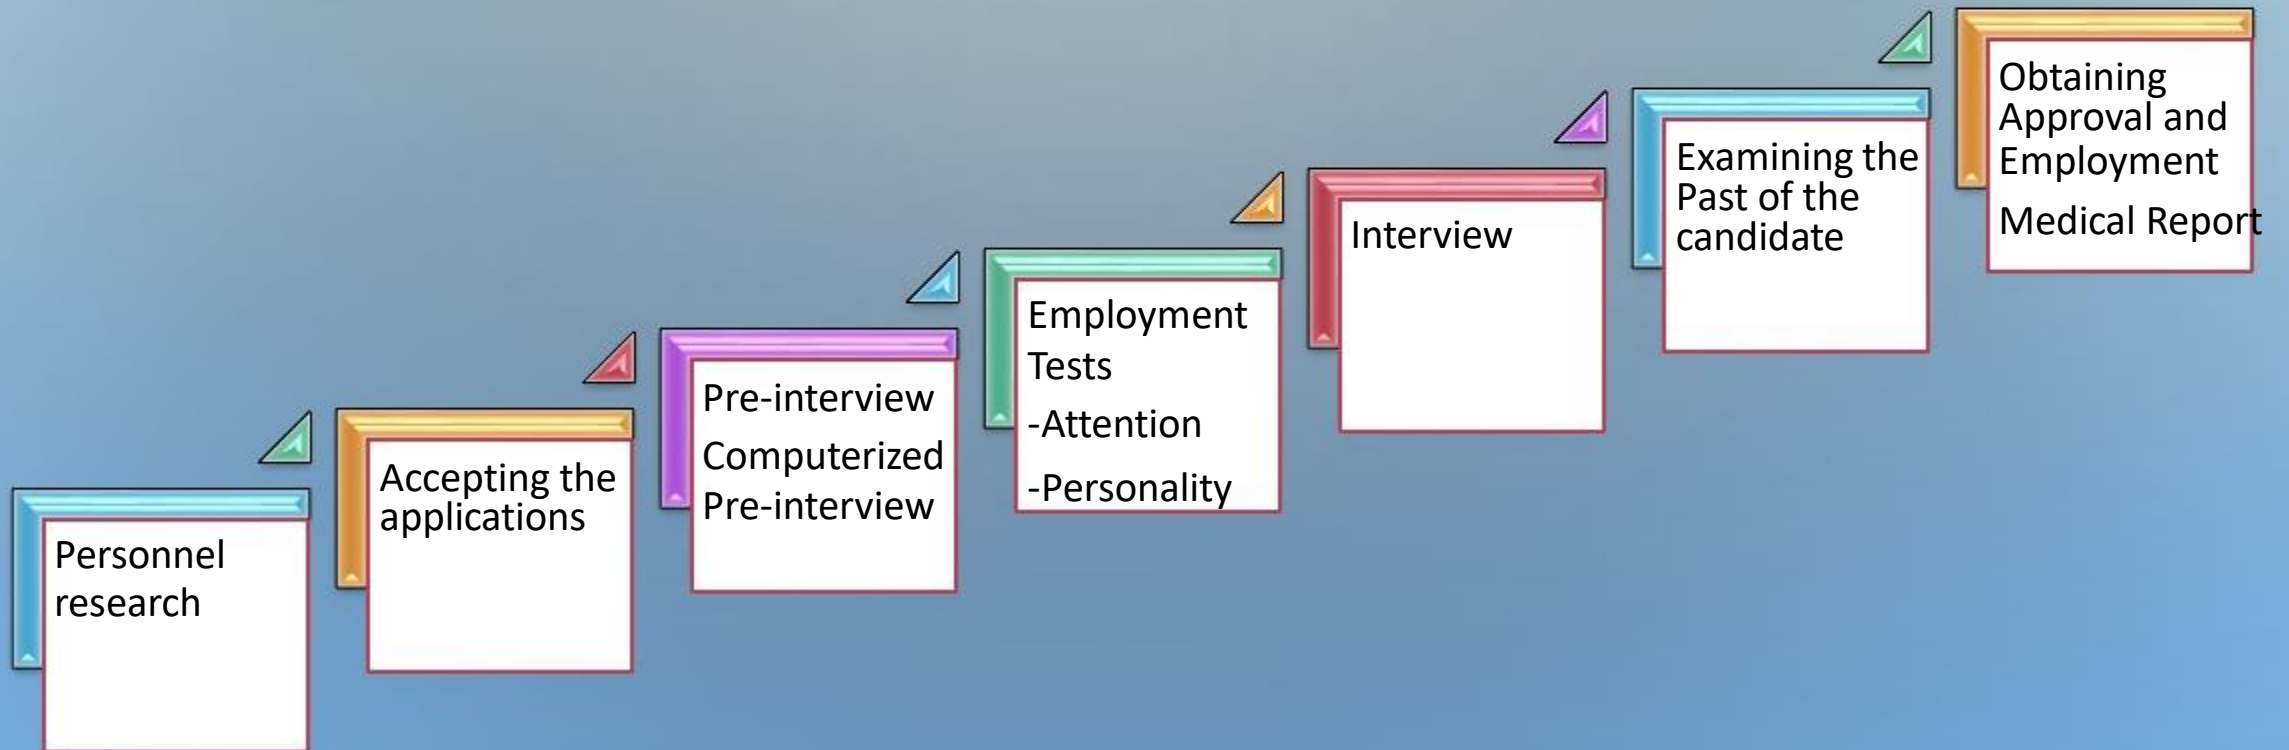 Personnel
research
Accepting the
applications
Pre-interview
Computerized
Pre-interview
Employment
Tests
-Attention
-Personality
Interview
Examining the
Past of the
candidate
Obtaining
Approval and
Employment
Medical Report